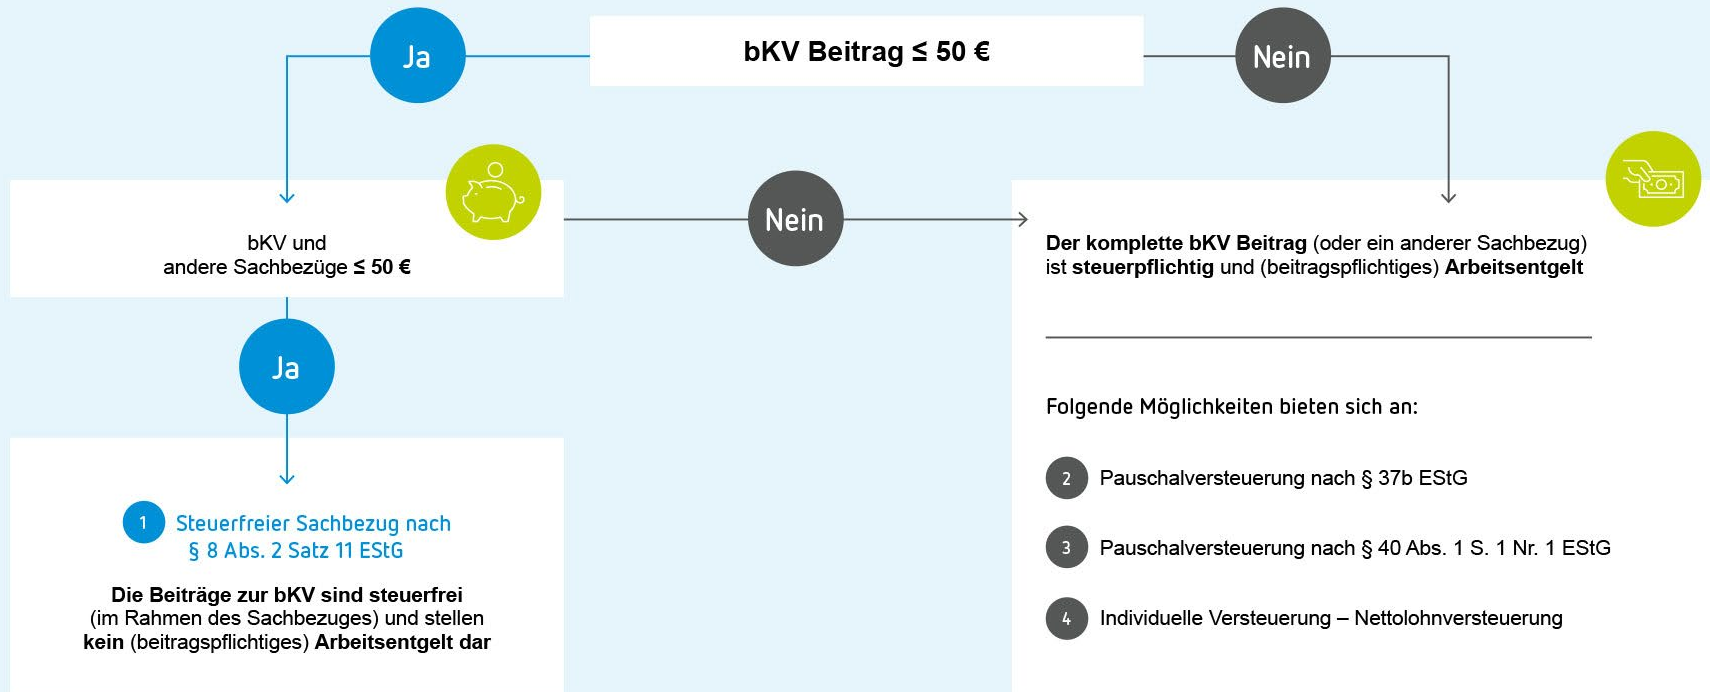 bKV Beitrag ≤ 50 €
Ja
Nein
bKV und
andere Sachbezüge ≤ 50 €
Nein
Der komplette bKV Beitrag (oder ein anderer Sachbezug)
ist steuerpflichtig und (beitragspflichtiges) Arbeitsentgelt
Ja
1 Steuerfreier Sachbezug nach
§ 8 Abs. 2 Satz 11 EStG
Die Beiträge zur bKV sind steuerfrei
(im Rahmen des Sachbezuges) und stellen
kein (beitragspflichtiges) Arbeitsentgelt dar
Folgende Möglichkeiten bieten sich an:
2 Pauschalversteuerung nach § 37b EStG
3 Pauschalversteuerung nach § 40 Abs. 1 S. 1 Nr. 1 EStG
4 Individuelle Versteuerung – Nettolohnversteuerung